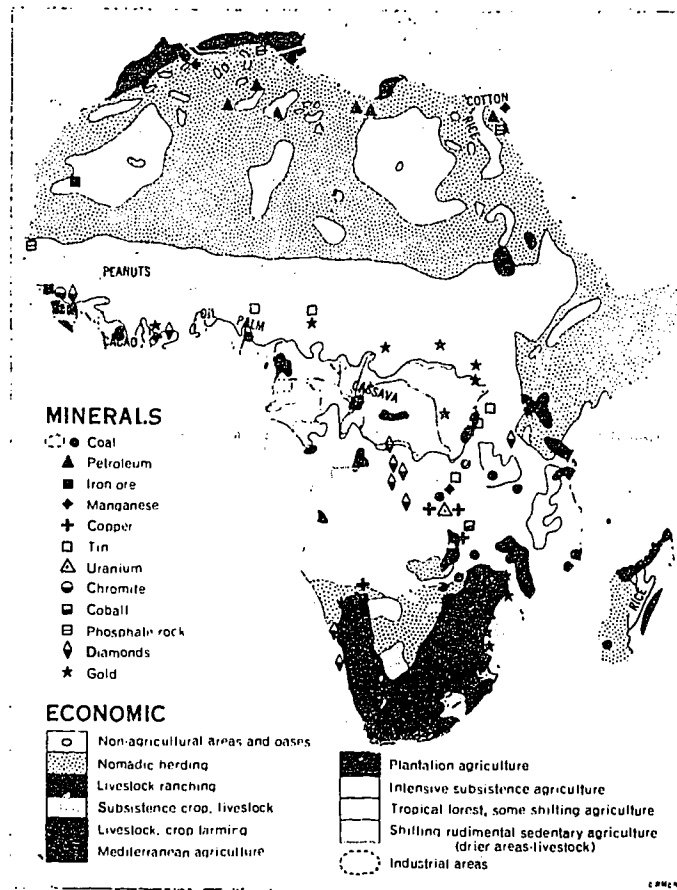 COTTON
RICE
PEANUTS
OIL
PALM
CACAO
CASSAVA
RICE
MINERALS
Coal
Petroleum
Iron ore
Manganese
Copper
Tin
Uranium
Chromite
Cobalt
Phosphate rock
Diamonds
Gold
ECONOMIC
Non-agricultural areas and oases
Nomadic herding
Livestock ranching
Subsistence crop, livestock
Livestock, crop farming
Mediterranean agriculture
Plantation agriculture
Intensive subsistence agriculture
Tropical forest, some shifting agriculture
Shifting rudimental sedentary agriculture
(drier areas-livestock)
Industrial areas